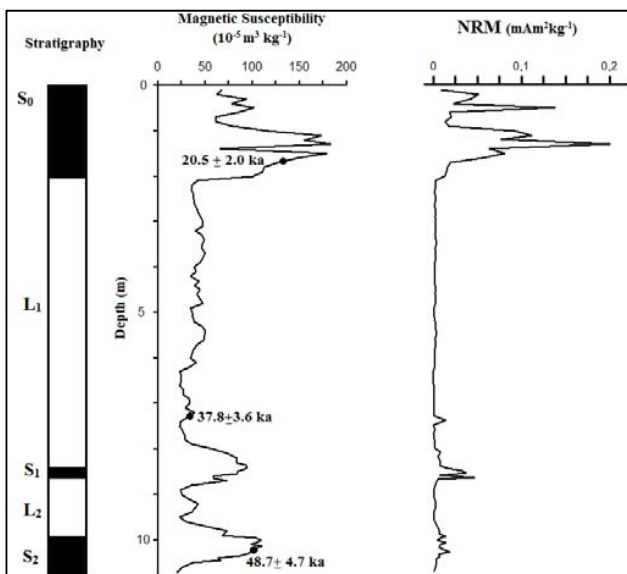 Stratigraphy
Magnetic Susceptibility
(10⁻⁵ m³ kg⁻¹)
NRM (mAm²kg⁻¹)
0 50 100 150 200
0 0,1 0,2
0
S₀
20.5 ± 2.0 ka
L₁
Depth (m)
5
37.8±3.6 ka
S₁
L₂
10
S₂
48.7± 4.7 ka